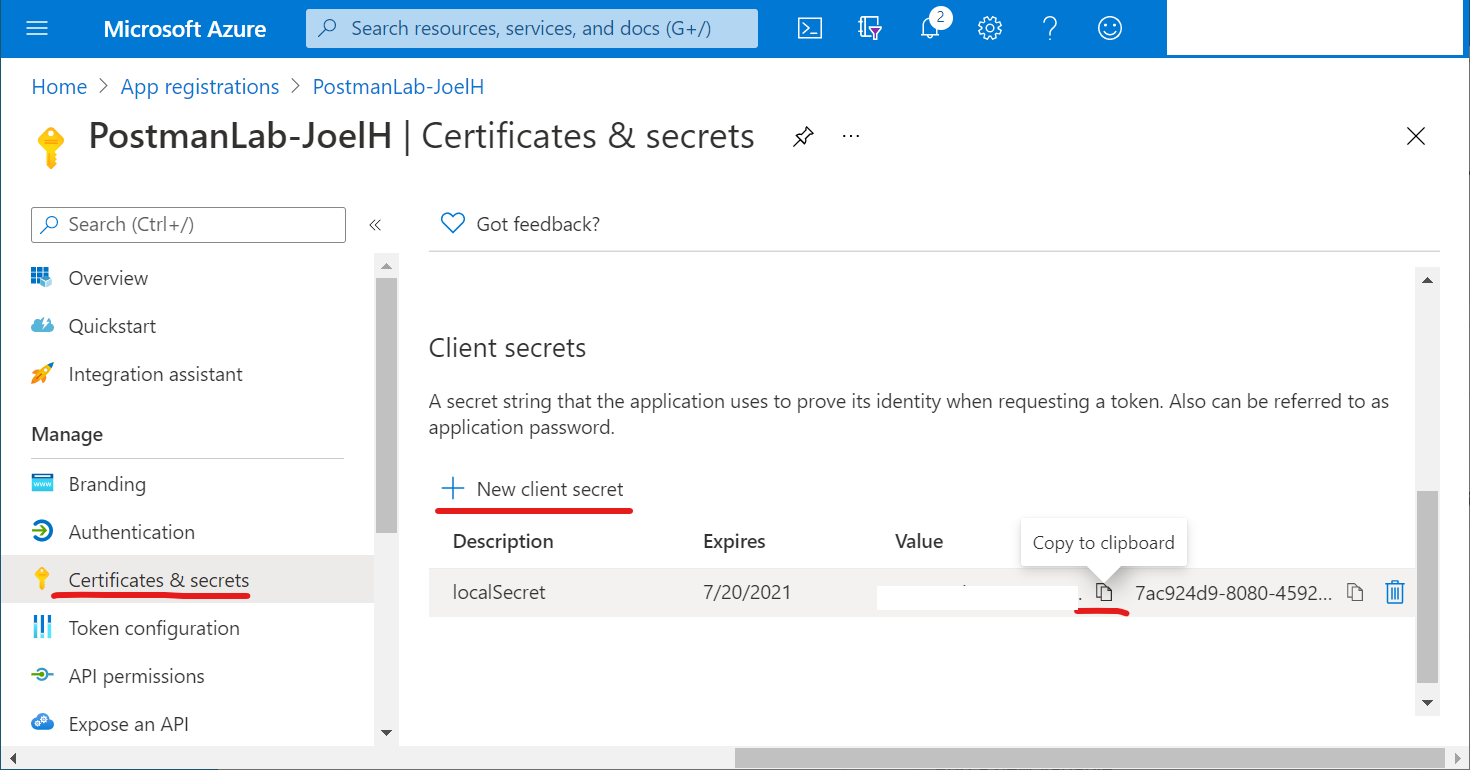 Microsoft Azure
Search resources, services, and docs (G+/)
2
Home > App registrations > PostmanLab-JoelH
PostmanLab-JoelH | Certificates & secrets
...
Search (Ctrl+/)
«
Got feedback?
Overview
Quickstart
Integration assistant
Manage
Branding
Authentication
Certificates & secrets
Token configuration
API permissions
Expose an API
Client secrets
A secret string that the application uses to prove its identity when requesting a token. Also can be referred to as
application password.
New client secret
Description Expires Value
Copy to clipboard
localSecret 7/20/2021 . 7ac924d9-8080-4592...